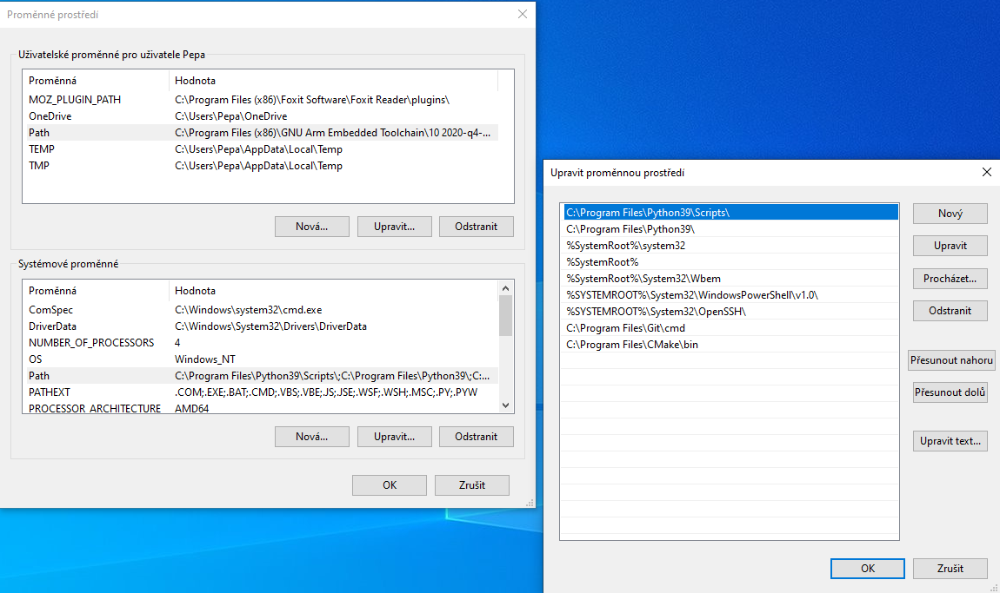 Proměnné prostředí
Uživatelské proměnné pro uživatele Pepa
Proměnná Hodnota
MOZ_PLUGIN_PATH C:\Program Files (x86)\Foxit Software\Foxit Reader\plugins\
OneDrive C:\Users\Pepa\OneDrive
Path C:\Program Files (x86)\GNU Arm Embedded Toolchain\10 2020-q4-...
TEMP C:\Users\Pepa\AppData\Local\Temp
TMP C:\Users\Pepa\AppData\Local\Temp
Nová... Upravit... Odstranit
Systémové proměnné
Proměnná Hodnota
ComSpec C:\Windows\system32\cmd.exe
DriverData C:\Windows\System32\Drivers\DriverData
NUMBER_OF_PROCESSORS 4
OS Windows_NT
Path C:\Program Files\Python39\Scripts\;C:\Program Files\Python39\;C:...
PATHEXT .COM;.EXE;.BAT;.CMD;.VBS;.VBE;.JS;.JSE;.WSF;.WSH;.MSC;.PY;.PYW
PROCESSOR_ARCHITECTURE AMD64
Nová... Upravit... Odstranit
OK Zrušit
Upravit proměnnou prostředí
C:\Program Files\Python39\Scripts\
C:\Program Files\Python39\
%SystemRoot%\system32
%SystemRoot%
%SystemRoot%\System32\Wbem
%SYSTEMROOT%\System32\WindowsPowerShell\v1.0\
%SYSTEMROOT%\System32\OpenSSH\
C:\Program Files\Git\cmd
C:\Program Files\CMake\bin
Nový
Upravit
Procházet...
Odstranit
Přesunout nahoru
Přesunout dolů
Upravit text...
OK Zrušit